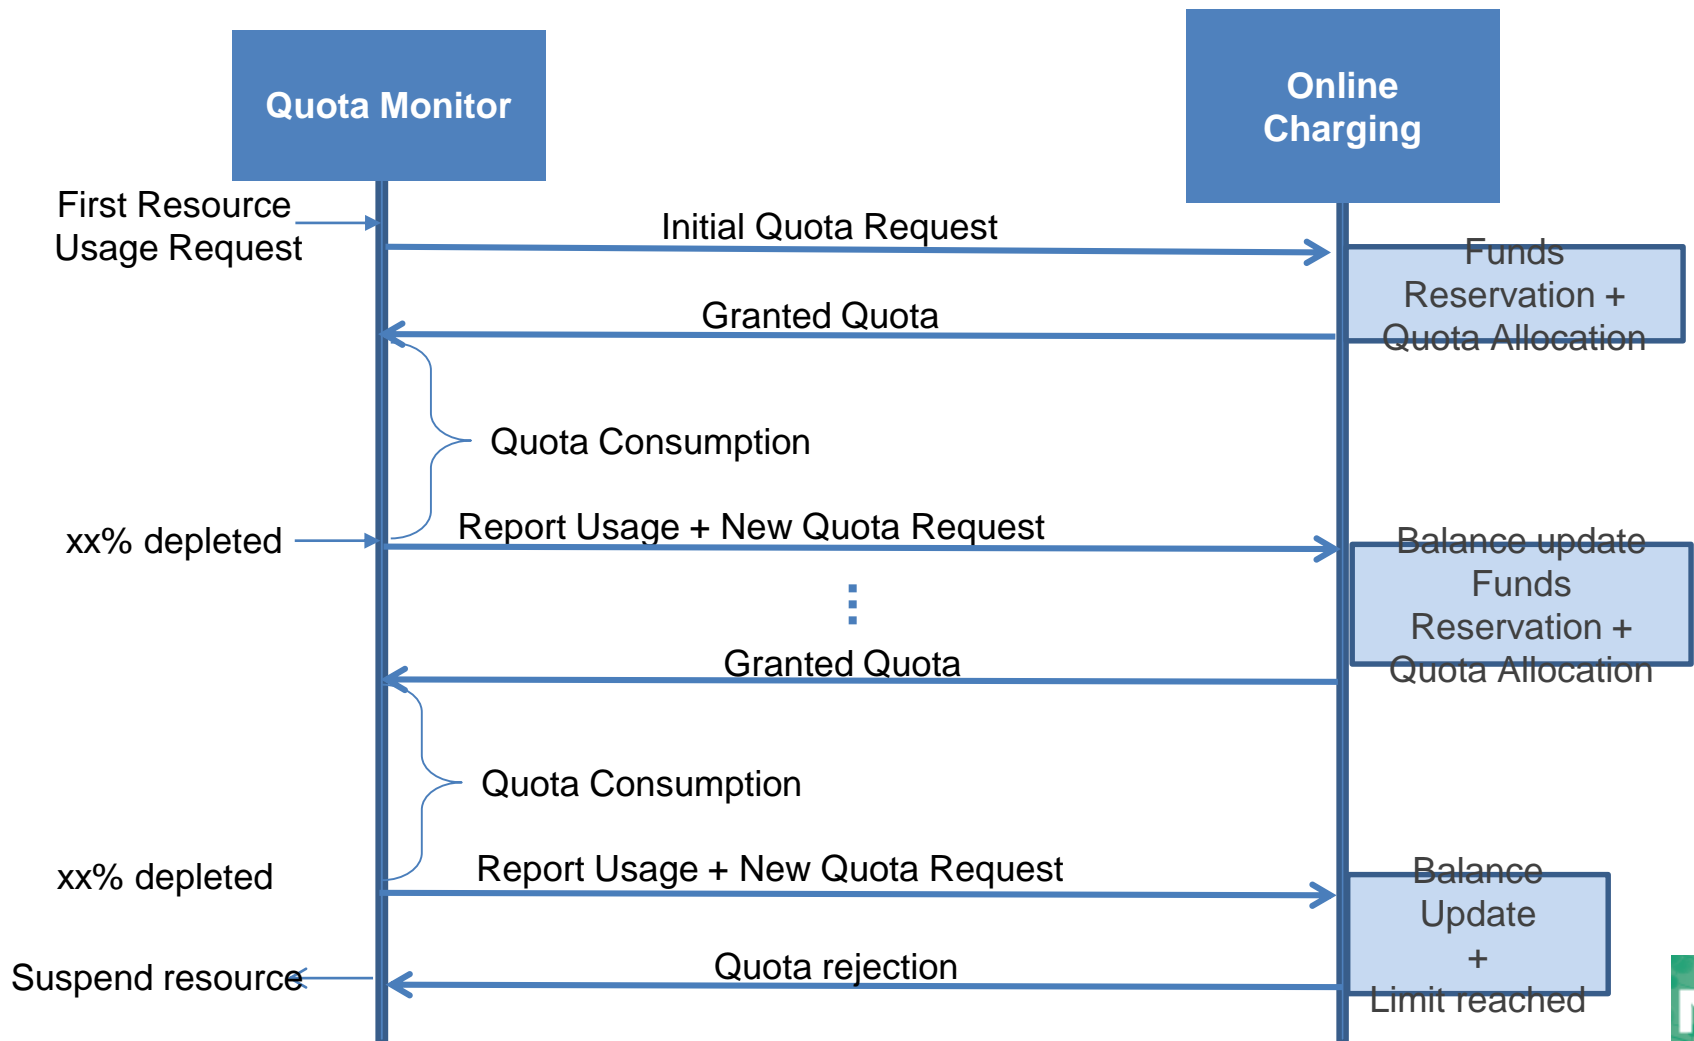 Quota Monitor
Online
Charging
First Resource
Usage Request
Initial Quota Request
Funds
Reservation +
Quota Allocation
Granted Quota
Quota Consumption
xx% depleted
Report Usage + New Quota Request
Balance update
Funds
Reservation +
Quota Allocation
Granted Quota
Quota Consumption
xx% depleted
Report Usage + New Quota Request
Balance
Update
+
Limit reached
Suspend resource
Quota rejection